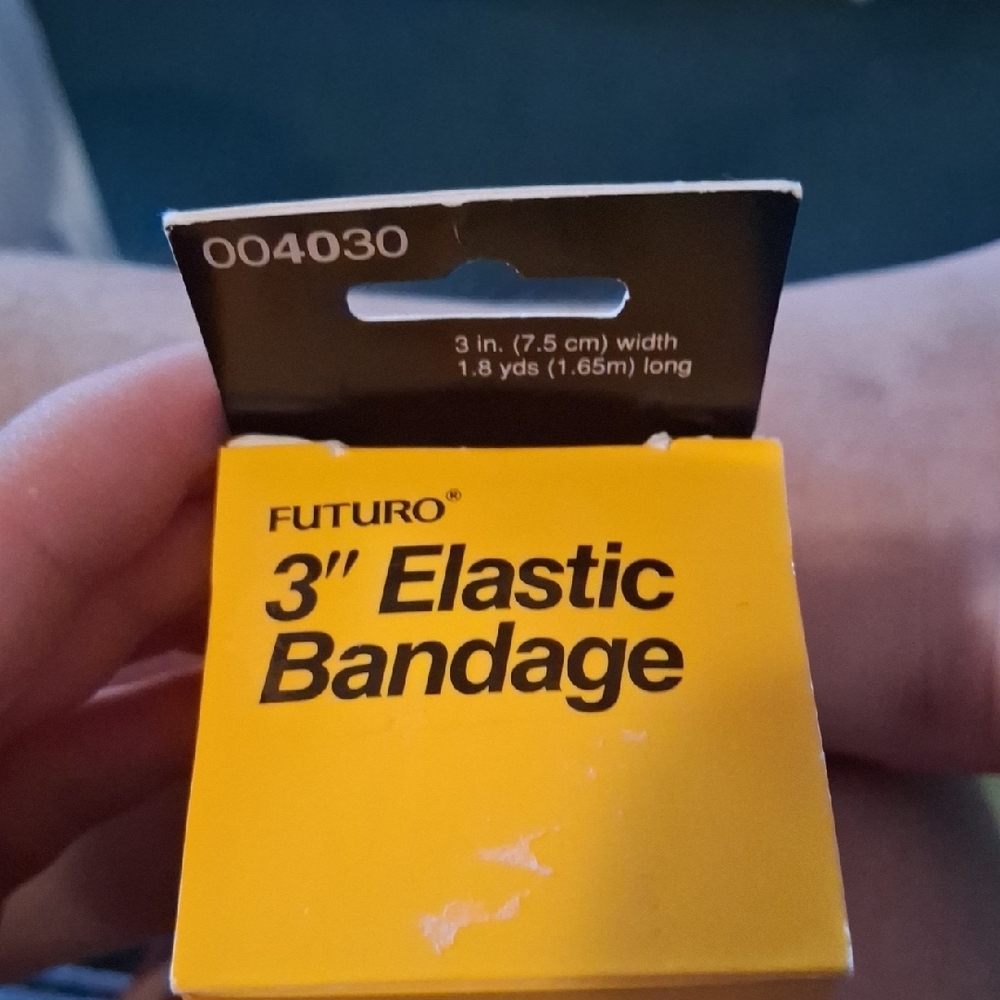 004030
3 in. (7.5 cm) width
1.8 yds (1.65m) long
FUTURO®
3" Elastic
Bandage